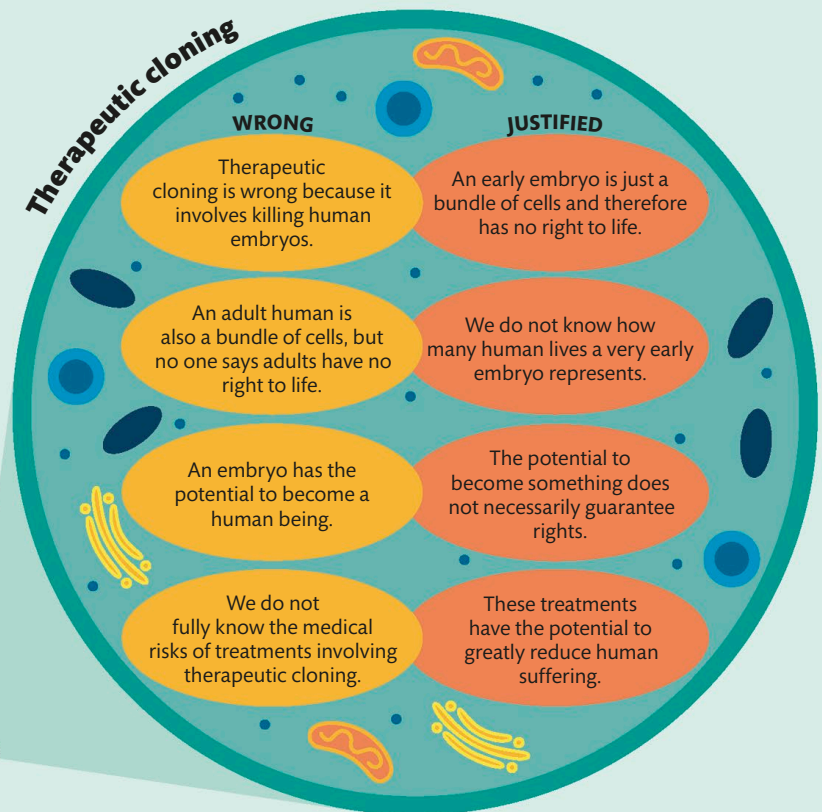 Therapeutic cloning
WRONG
Therapeutic
cloning is wrong because it
involves killing human
embryos.
JUSTIFIED
An early embryo is just a
bundle of cells and therefore
has no right to life.
An adult human is
also a bundle of cells, but
no one says adults have no
right to life.
We do not know how
many human lives a very early
embryo represents.
An embryo has the
potential to become a
human being.
The potential to
become something does
not necessarily guarantee
rights.
We do not
fully know the medical
risks of treatments involving
therapeutic cloning.
These treatments
have the potential to
greatly reduce human
suffering.